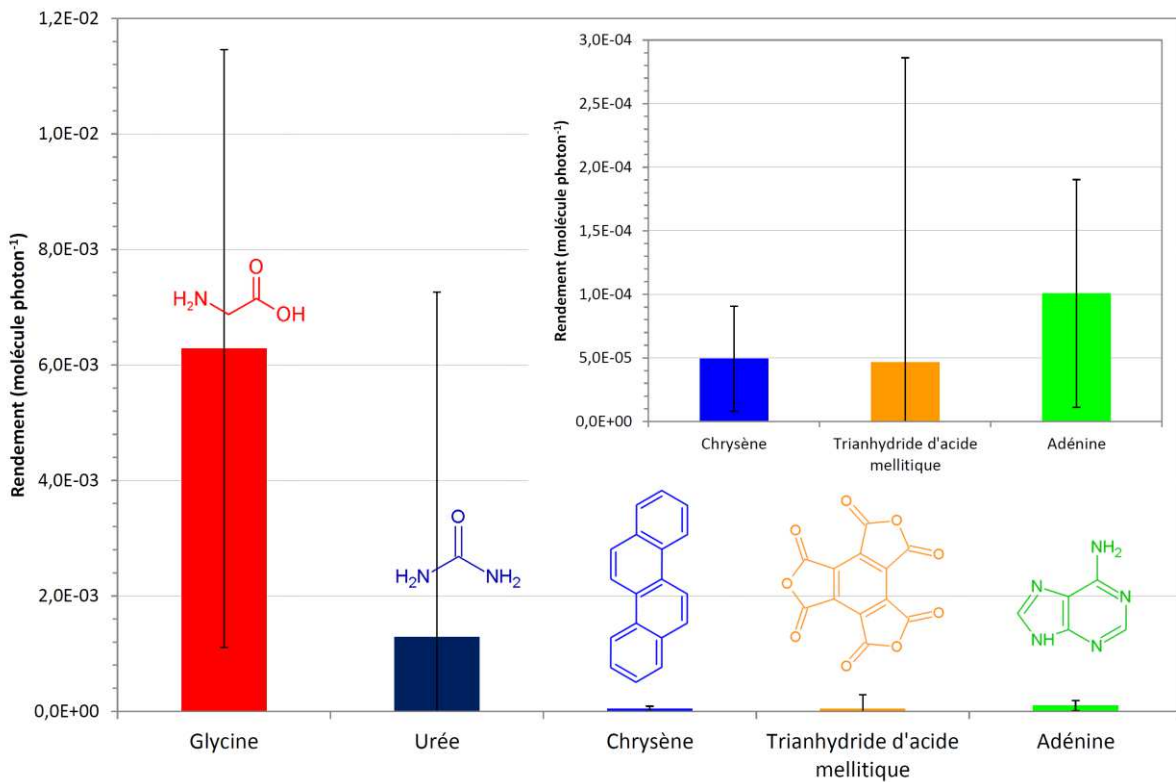 Rendement (molécule photon⁻¹)
1,2E-02
1,0E-02
8,0E-03
6,0E-03
4,0E-03
2,0E-03
0,0E+00
H₂N
O
OH
O
H₂N
NH₂
Rendement (molécule photon⁻¹)
3,0E-04
2,5E-04
2,0E-04
1,5E-04
1,0E-04
5,0E-05
0,0E+00
Chrysène
Trianhydride d'acide
mellitique
Adénine
O
O
O
O
O
O
O
O
O
NH₂
N
N
N
NH
Glycine
Urée
Chrysène
Trianhydride d'acide
mellitique
Adénine